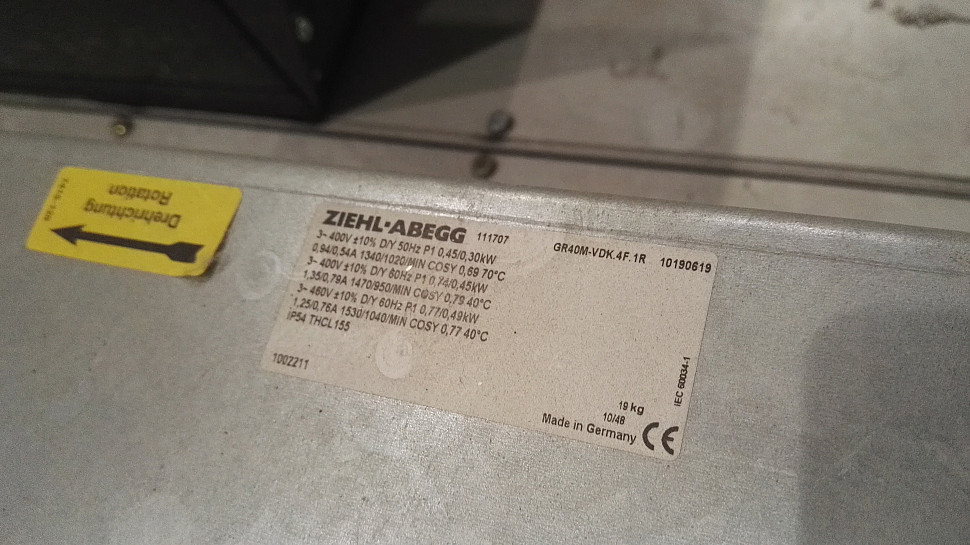 Drehrichtung
Rotation
ZIEHL-ABEGG 111707 GR40M-VDK.4F.1R 10190619
3~ 400V ±10% D/Y 50Hz P1 0,45/0,30kW
0,94/0,54A 1340/1020/MIN COSY 0,69 70°C
3~ 400V ±10% D/Y 60Hz P1 0,74/0,45kW
1,35/0,79A 1470/950/MIN COSY 0,79 40°C
3~ 460V ±10% D/Y 60Hz P1 0,77/0,49kW
1,25/0,76A 1530/1040/MIN COSY 0,77 40°C
IP54 THCL155
1002211
IEC 60034-1
19 kg
10/48
Made in Germany CE